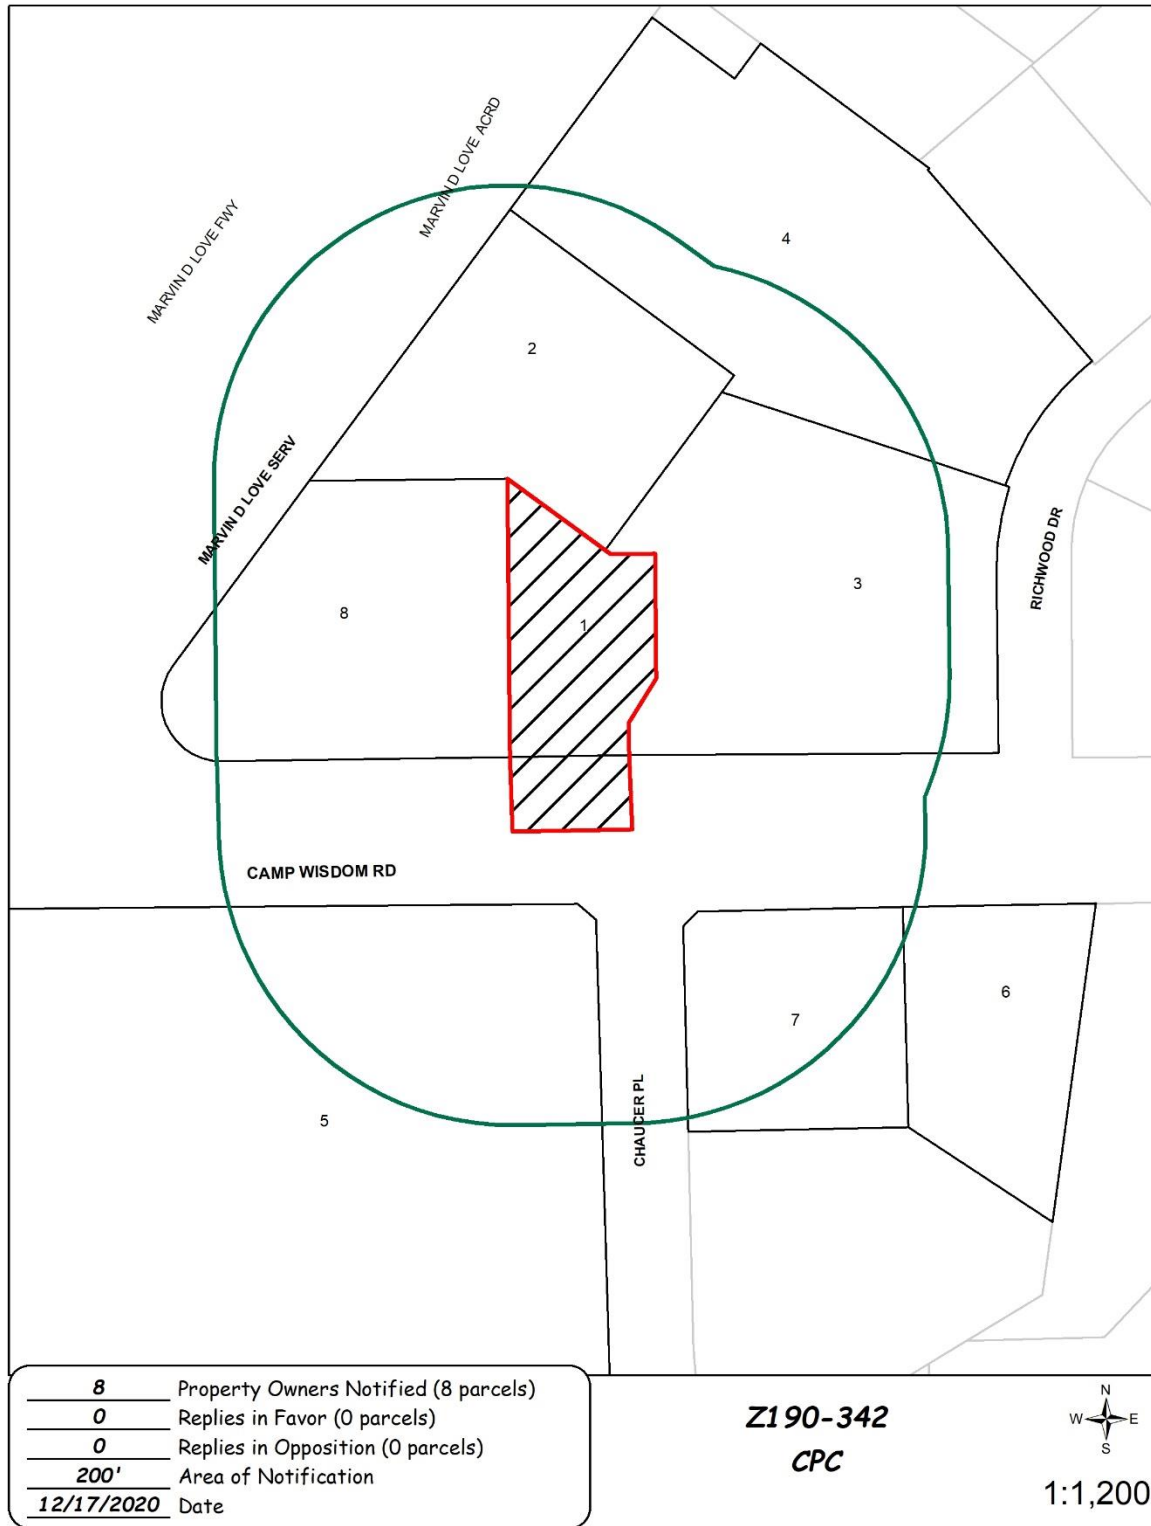 MARVIN D LOVE ACRD
MARVIN D LOVE FWY
4
2
MARVIN D LOVE SERV
RICHWOOD DR
3
8
1
CAMP WISDOM RD
6
7
CHAUCER PL
5
8 Property Owners Notified (8 parcels)
0 Replies in Favor (0 parcels)
0 Replies in Opposition (0 parcels)
200' Area of Notification
12/17/2020 Date
Z190-342
CPC
N
W E
S
1:1,200